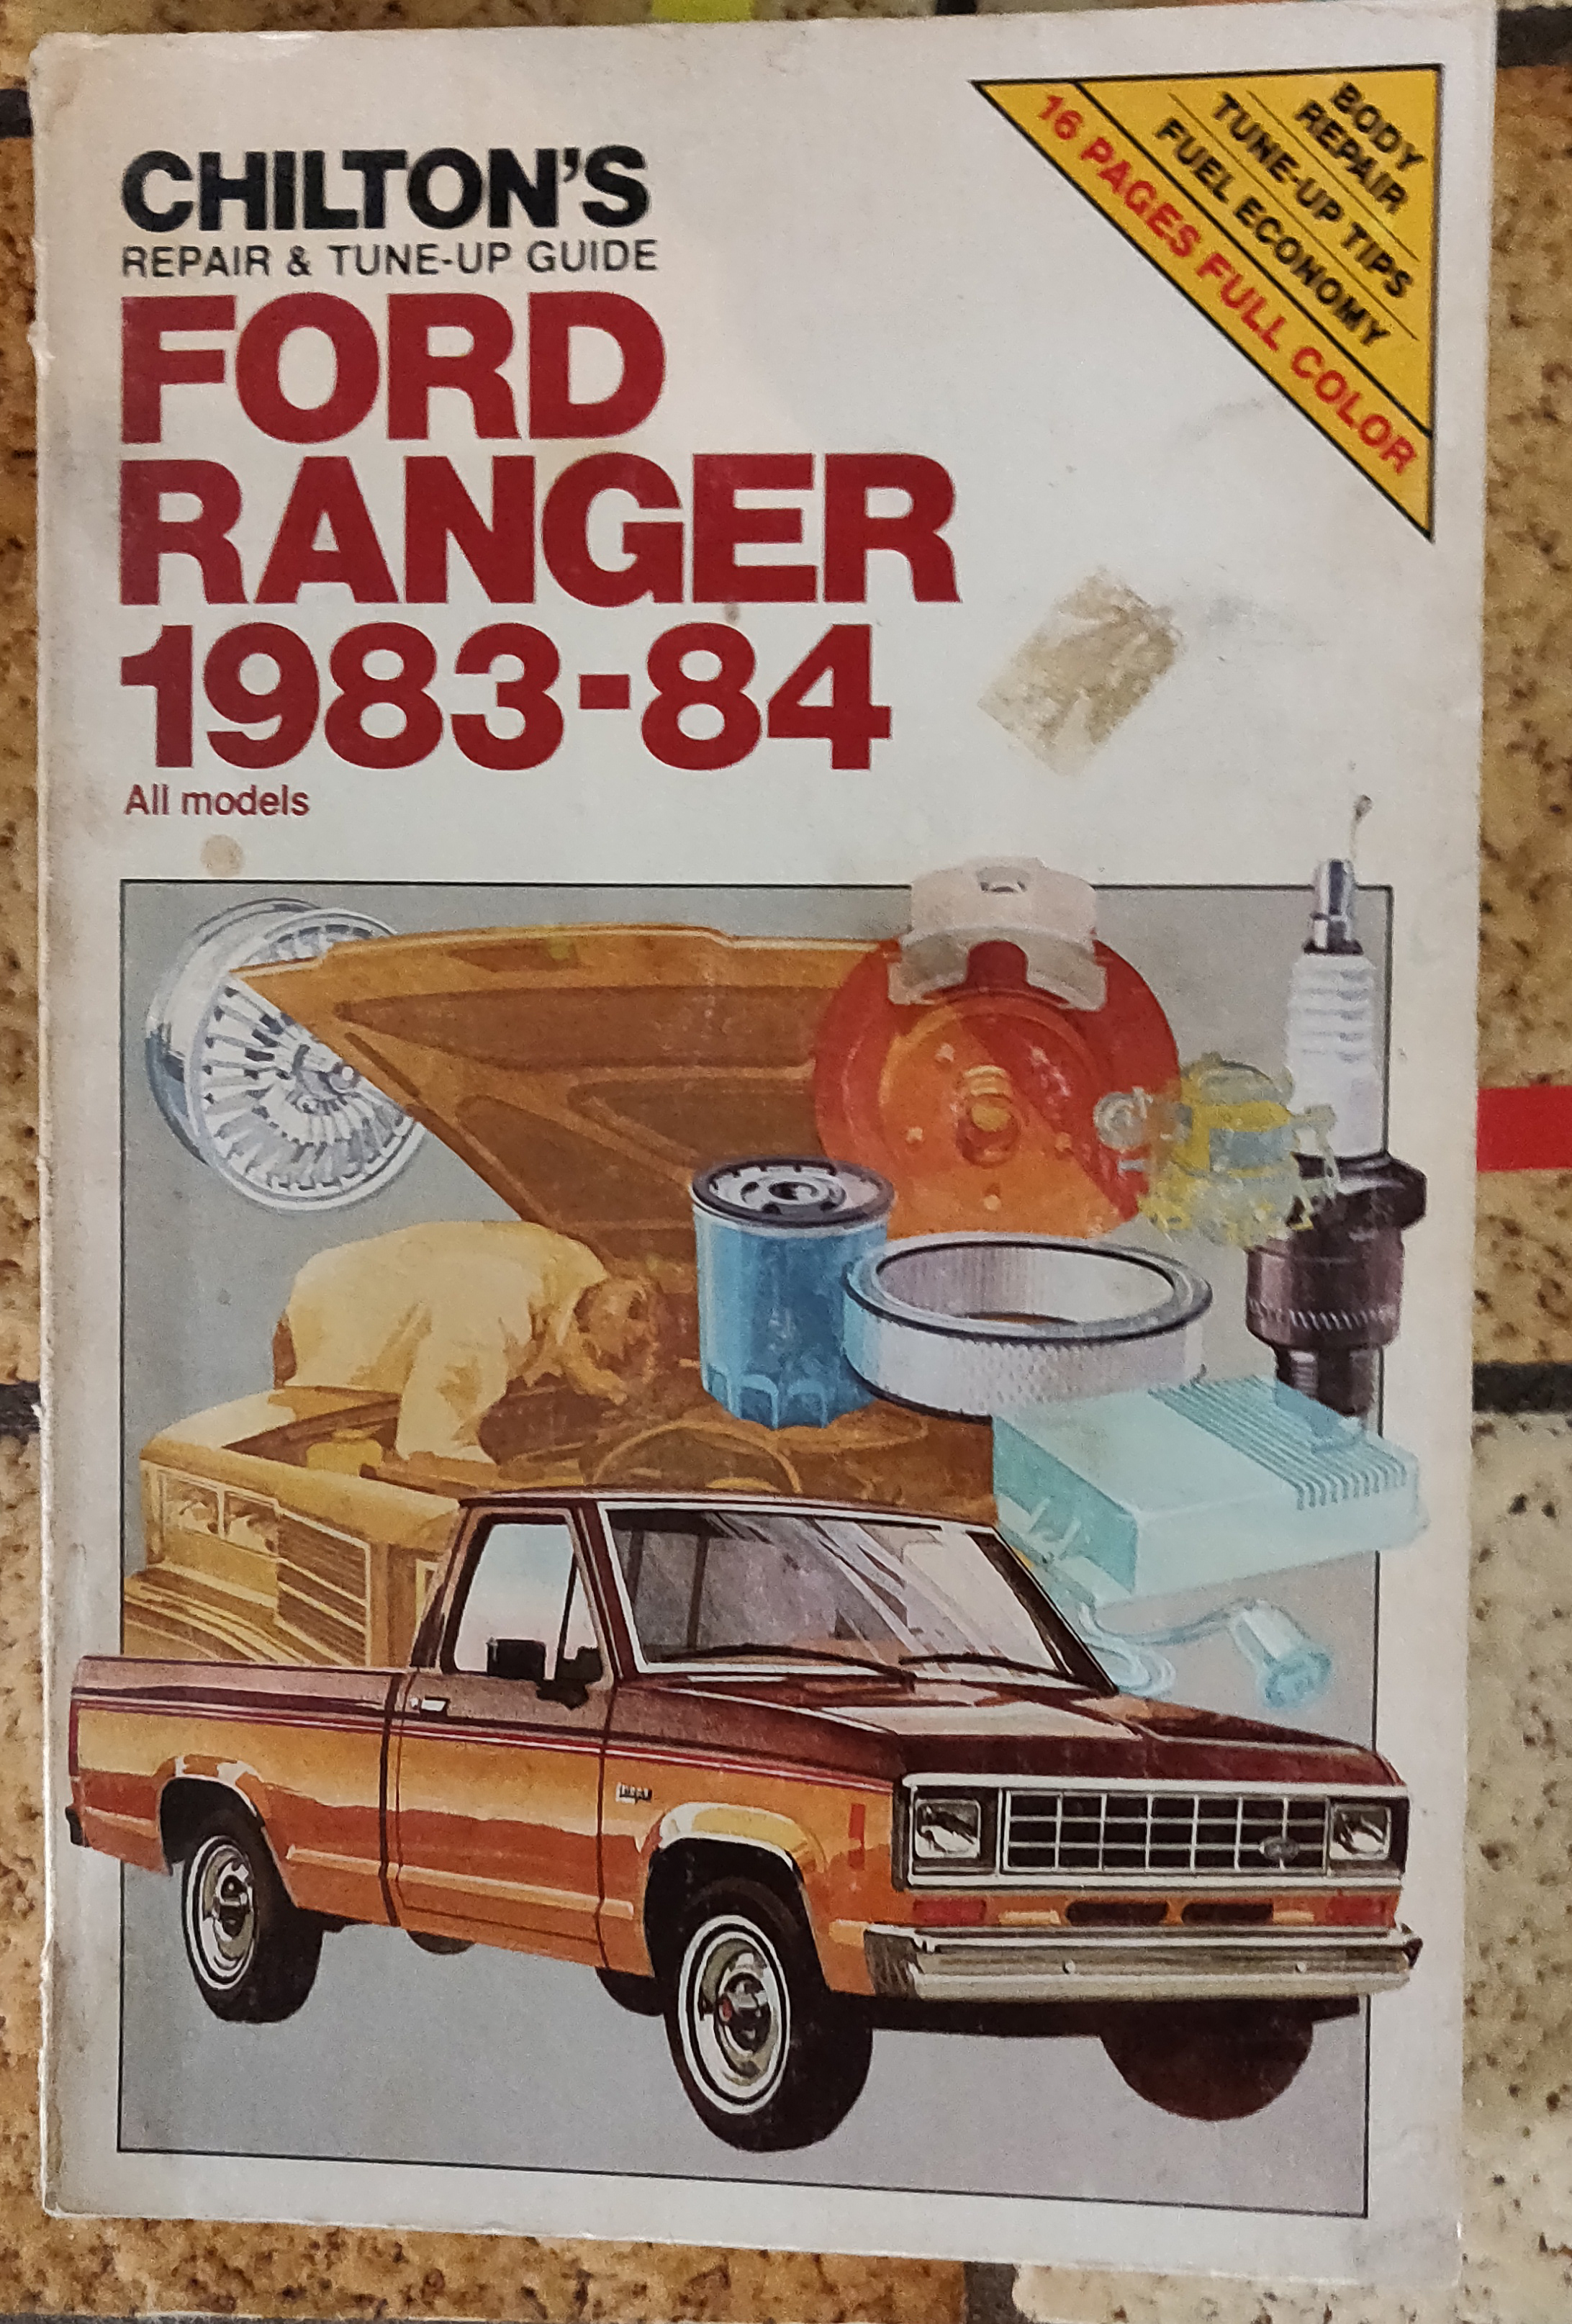 CHILTON'S
REPAIR & TUNE-UP GUIDE
FORD
RANGER
1983-84
All models
BODY
REPAIR
TUNE-UP TIPS
FUEL ECONOMY
16 PAGES FULL COLOR